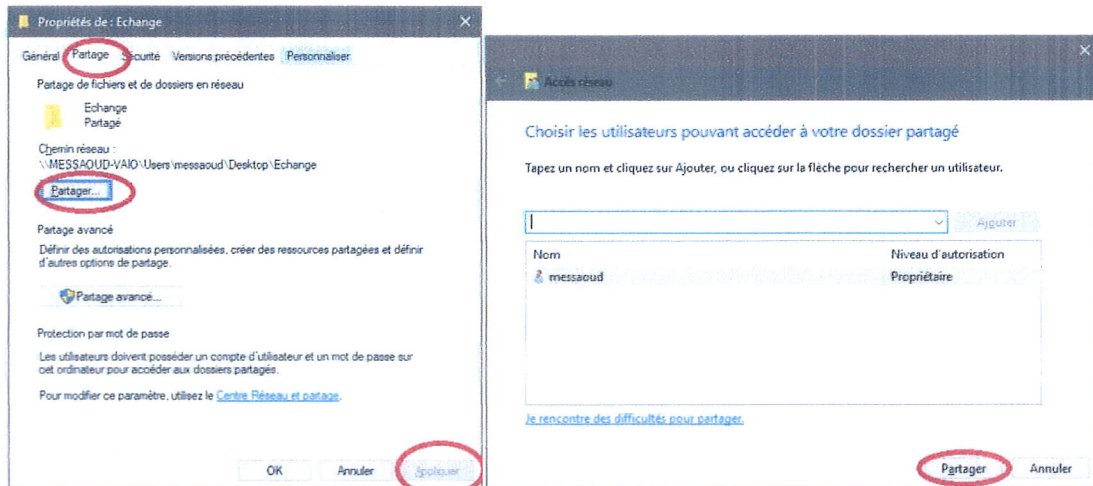 Propriétés de : Echange
Général Partage Sécurité Versions précédentes Personnaliser
Partage de fichiers et de dossiers en réseau
Echange
Partagé
Chemin réseau :
\\MESSAOUD-VAIO\Users\messaoud\Desktop\Echange
Partager...
Partage avancé
Définir des autorisations personnalisées, créer des ressources partagées et définir
d'autres options de partage.
Partage avancé...
Protection par mot de passe
Les utilisateurs doivent posséder un compte d'utilisateur et un mot de passe sur
cet ordinateur pour accéder aux dossiers partagés.
Pour modifier ce paramètre, utilisez le Centre Réseau et partage.
OK Annuler Appliquer
Accès réseau
Choisir les utilisateurs pouvant accéder à votre dossier partagé
Tapez un nom et cliquez sur Ajouter, ou cliquez sur la flèche pour rechercher un utilisateur.
Ajouter
Nom Niveau d'autorisation
messaoud Propriétaire
Je rencontre des difficultés pour partager.
Partager Annuler